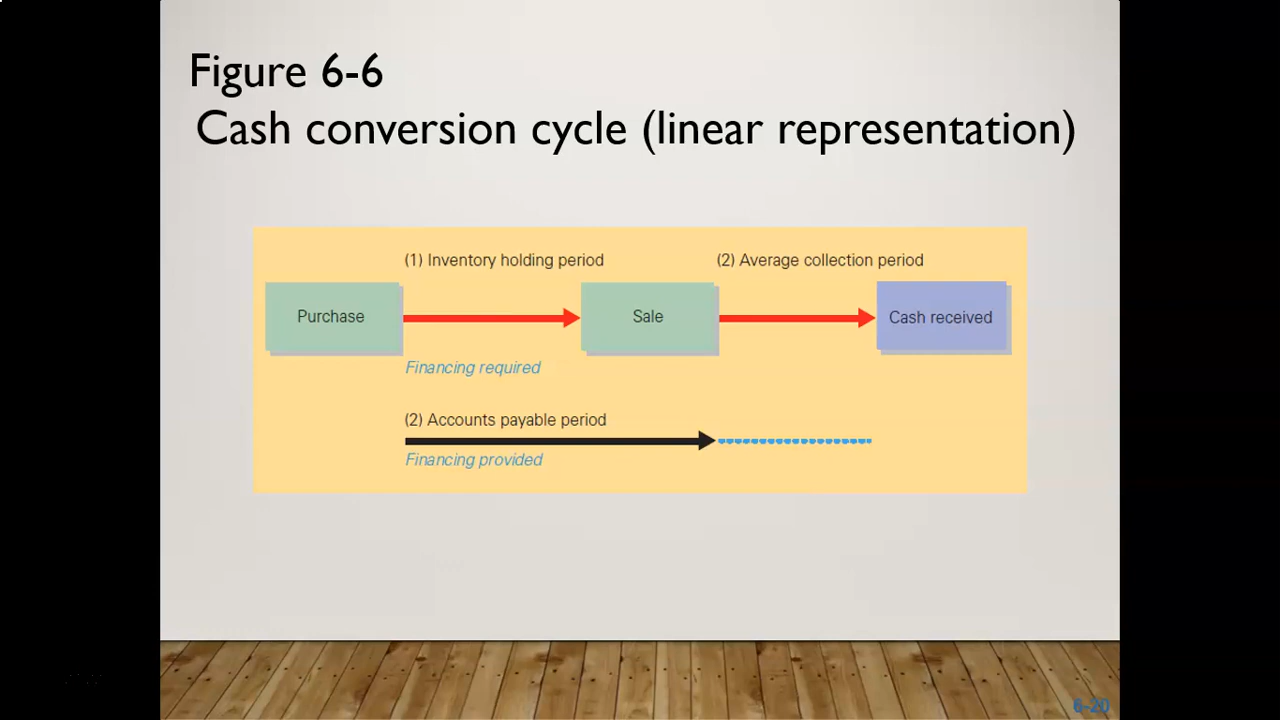 Figure 6-6
Cash conversion cycle (linear representation)
(1) Inventory holding period
(2) Average collection period
Purchase
Sale
Cash received
Financing required
(2) Accounts payable period
Financing provided
6-20